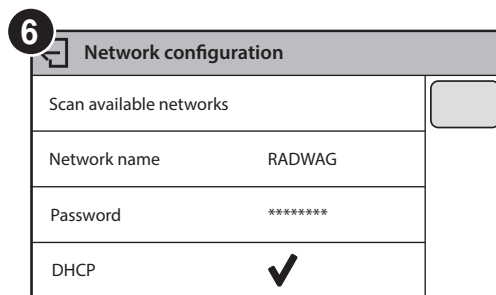 6
Network configuration
Scan available networks
Network name RADWAG
Password ********
DHCP ✔